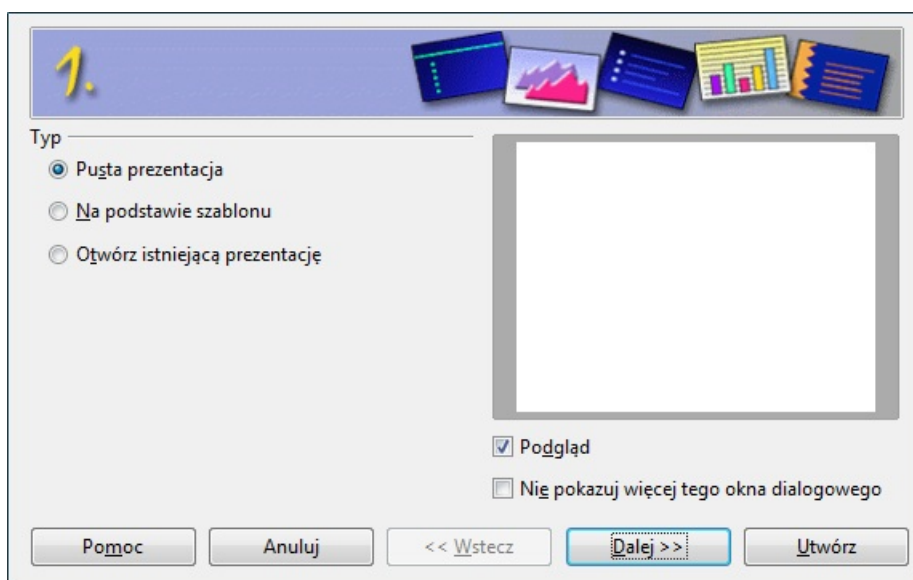 1.
Typ
Pusta prezentacja
Na podstawie szablonu
Otwórz istniejącą prezentację
Podgląd
Nie pokazuj więcej tego okna dialogowego
Pomoc
Anuluj
<< Wstecz
Dalej >>
Utwórz